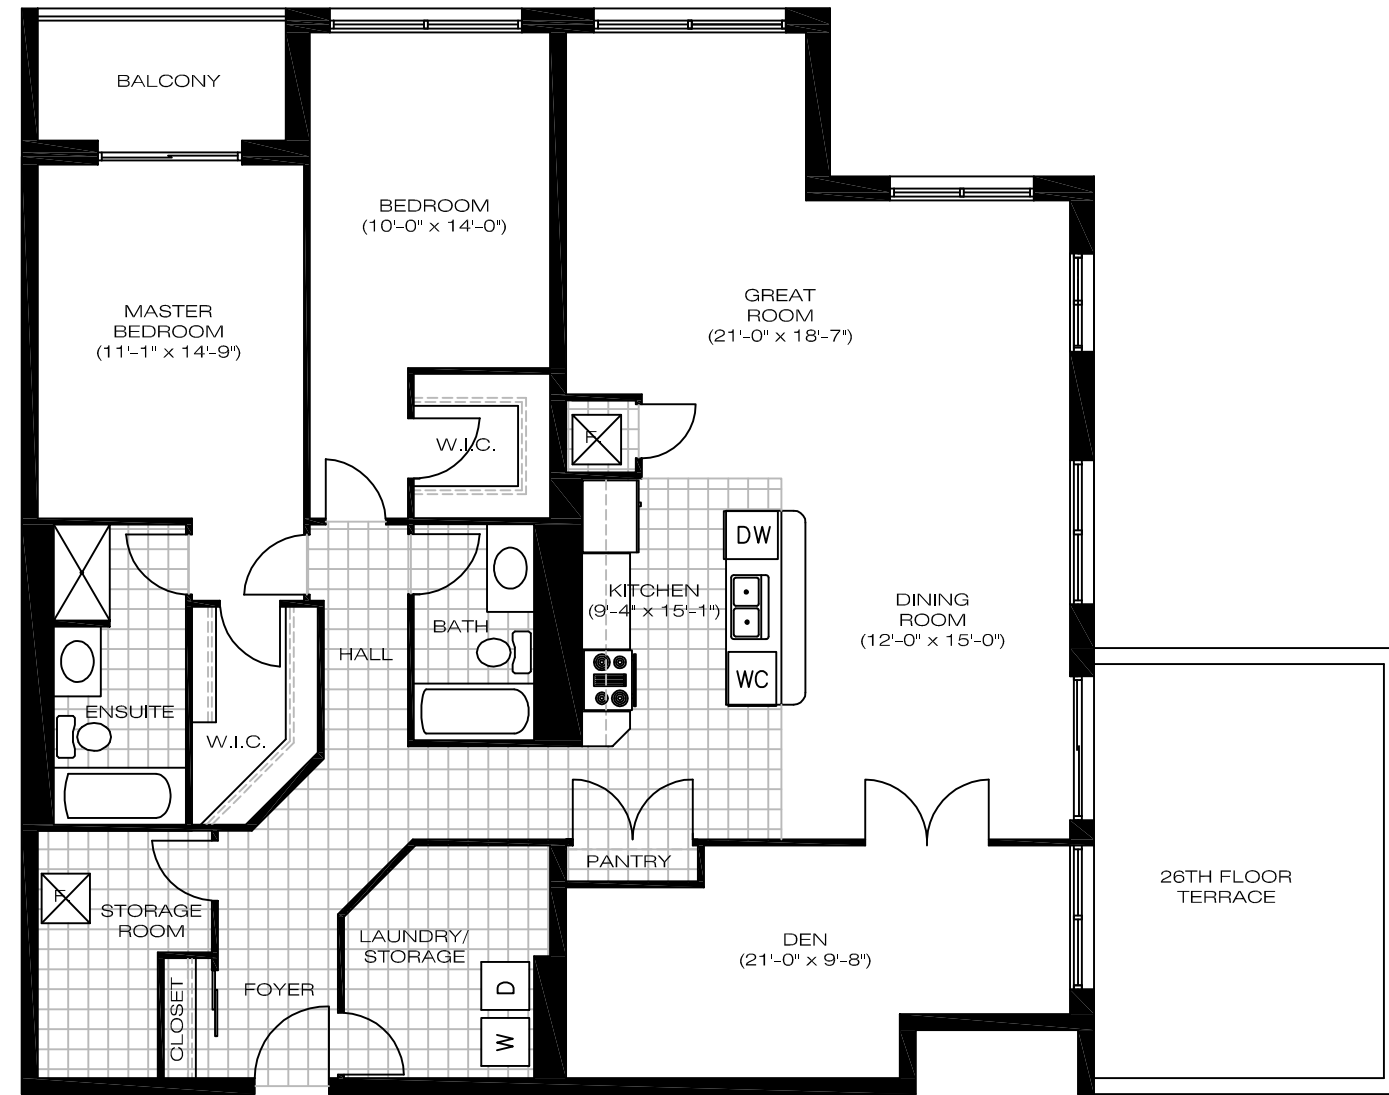 BALCONY
BEDROOM
(10'-0" x 14'-0")
MASTER
BEDROOM
(11'-1" x 14'-9")
GREAT
ROOM
(21'-0" x 18'-7")
W.I.C.
F.
DW
KITCHEN
(9'-4" x 15'-1")
DINING
ROOM
(12'-0" x 15'-0")
BATH
HALL
WC
ENSUITE
W.I.C.
PANTRY
26TH FLOOR
TERRACE
F.
STORAGE
ROOM
LAUNDRY/
STORAGE
DEN
(21'-0" x 9'-8")
FOYER
CLOSET
D
W